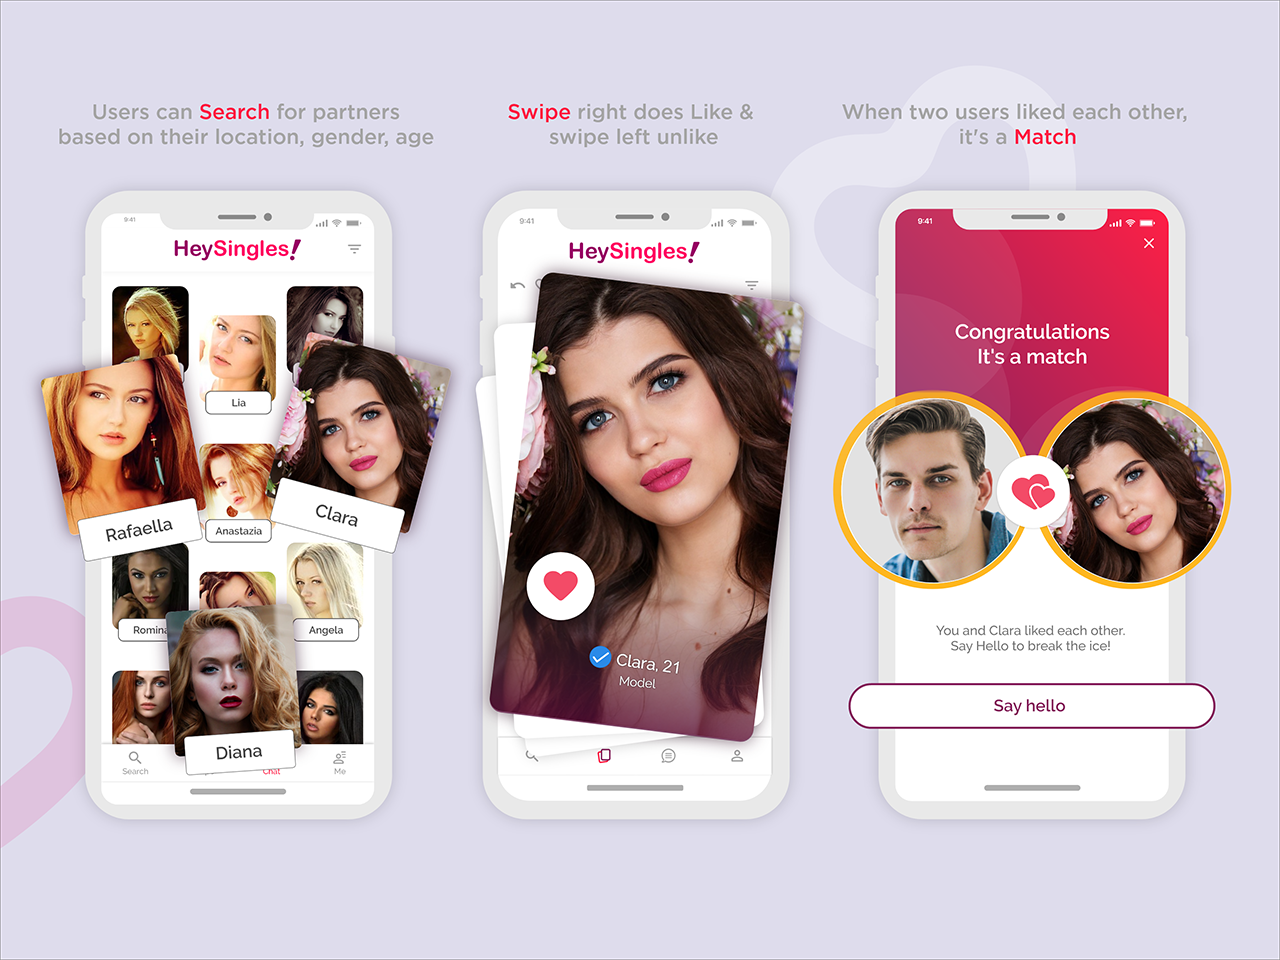 Users can Search for partners
based on their location, gender, age
9:41
HeySingles!
Lia
Rafaella
Clara
Anastazia
Romina
Angela
Diana
Search
Chat
Me
Swipe right does Like &
swipe left unlike
9:41
HeySingles!
Clara, 21
Model
When two users liked each other,
it's a Match
9:41
Congratulations
It's a match
You and Clara liked each other.
Say Hello to break the ice!
Say hello